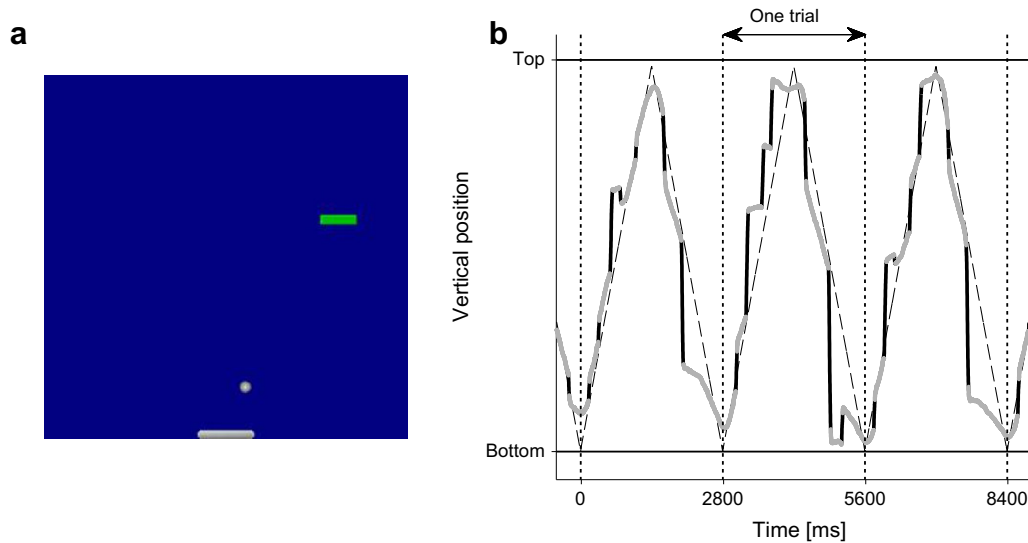 a
b
One trial
Top
Vertical position
Bottom
0 2800 5600 8400
Time [ms]